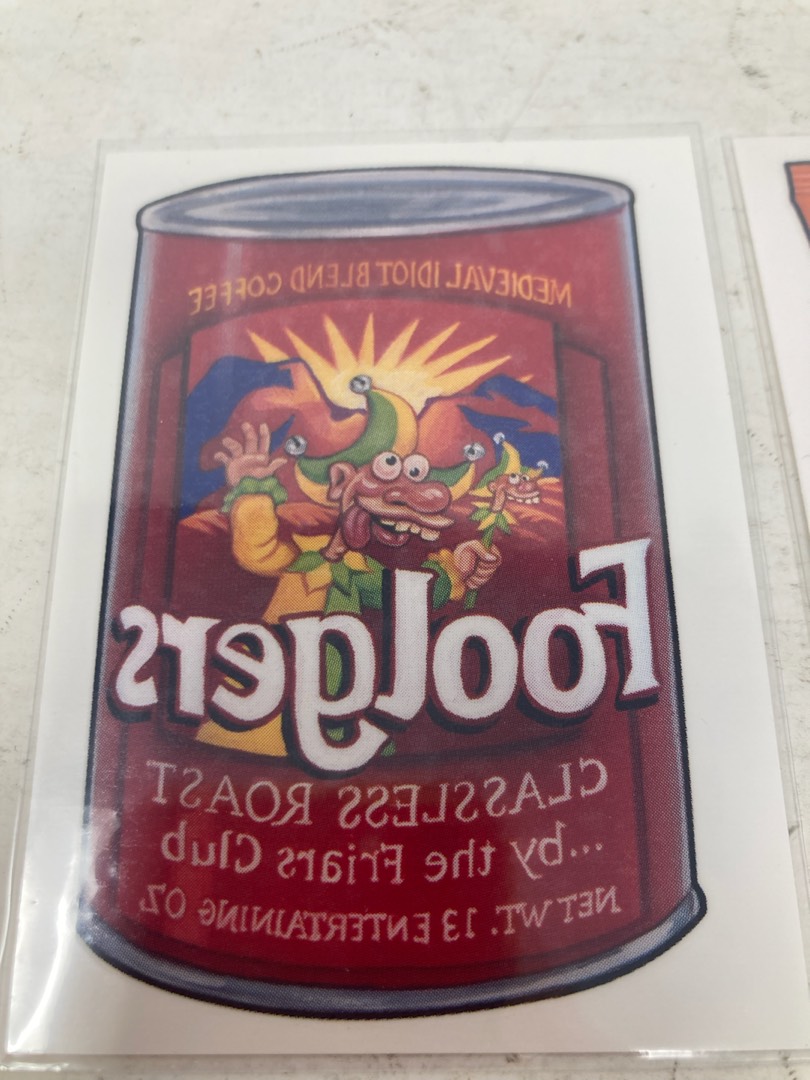 MEDIEVAL IDIOT BLEND COFFEE
Foolgers
CLASSLESS ROAST
...by the Friars Club
NET WT. 13 ENTERTAINING OZ.